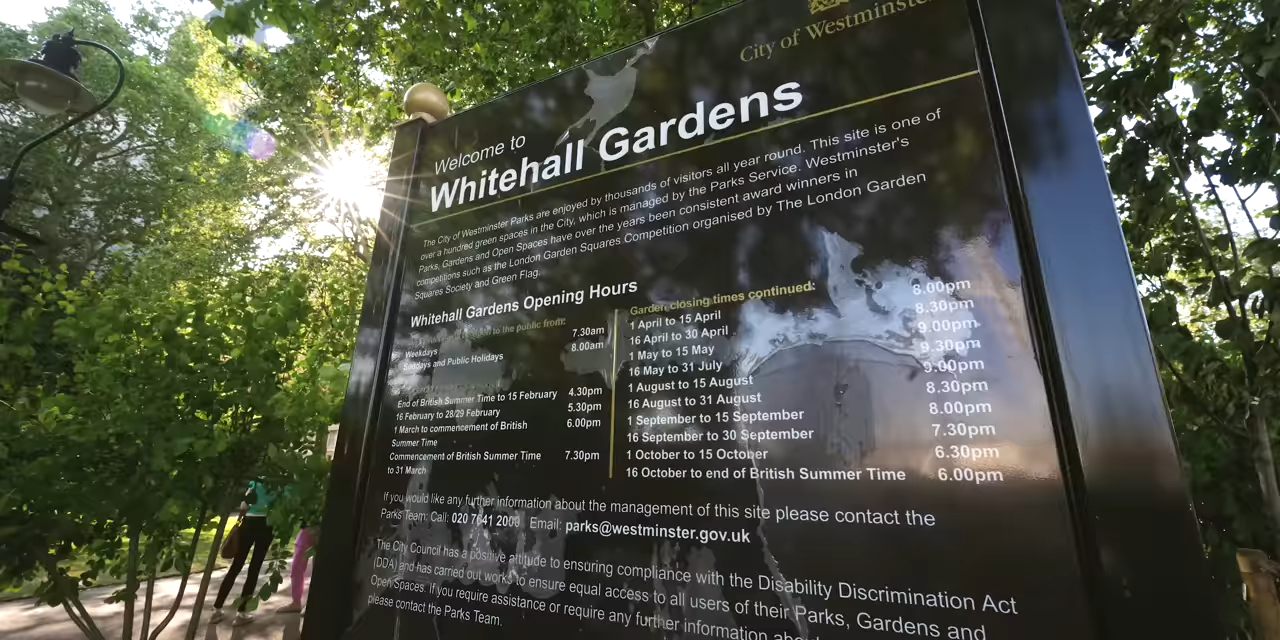 City of Westminster
Welcome to
Whitehall Gardens
The City of Westminster Parks are enjoyed by thousands of visitors all year round. This site is one of
over a hundred green spaces in the City, which is managed by the Parks Service. Westminster's
Parks, Gardens and Open Spaces have over the years been consistent award winners in
competitions such as the London Garden Squares Competition organised by The London Garden
Squares Society and Green Flag.
Whitehall Gardens Opening Hours
to the public from:
Weekdays 7.30am
Sundays and Public Holidays 8.00am
End of British Summer Time to 15 February 4.30pm
16 February to 28/29 February 5.30pm
1 March to commencement of British 6.00pm
Summer Time
Commencement of British Summer Time 7.30pm
to 31 March
Garden closing times continued:
1 April to 15 April 8.00pm
16 April to 30 April 8.30pm
1 May to 15 May 9.00pm
16 May to 31 July 9.30pm
1 August to 15 August 9.00pm
16 August to 31 August 8.30pm
1 September to 15 September 8.00pm
16 September to 30 September 7.30pm
1 October to 15 October 6.30pm
16 October to end of British Summer Time 6.00pm
If you would like any further information about the management of this site please contact the
Parks Team: Call: 020 7641 2000 Email: parks@westminster.gov.uk
The City Council has a positive attitude to ensuring compliance with the Disability Discrimination Act
(DDA) and has carried out works to ensure equal access to all users of their Parks, Gardens and
Open Spaces. If you require assistance or require any further information
please contact the Parks Team.